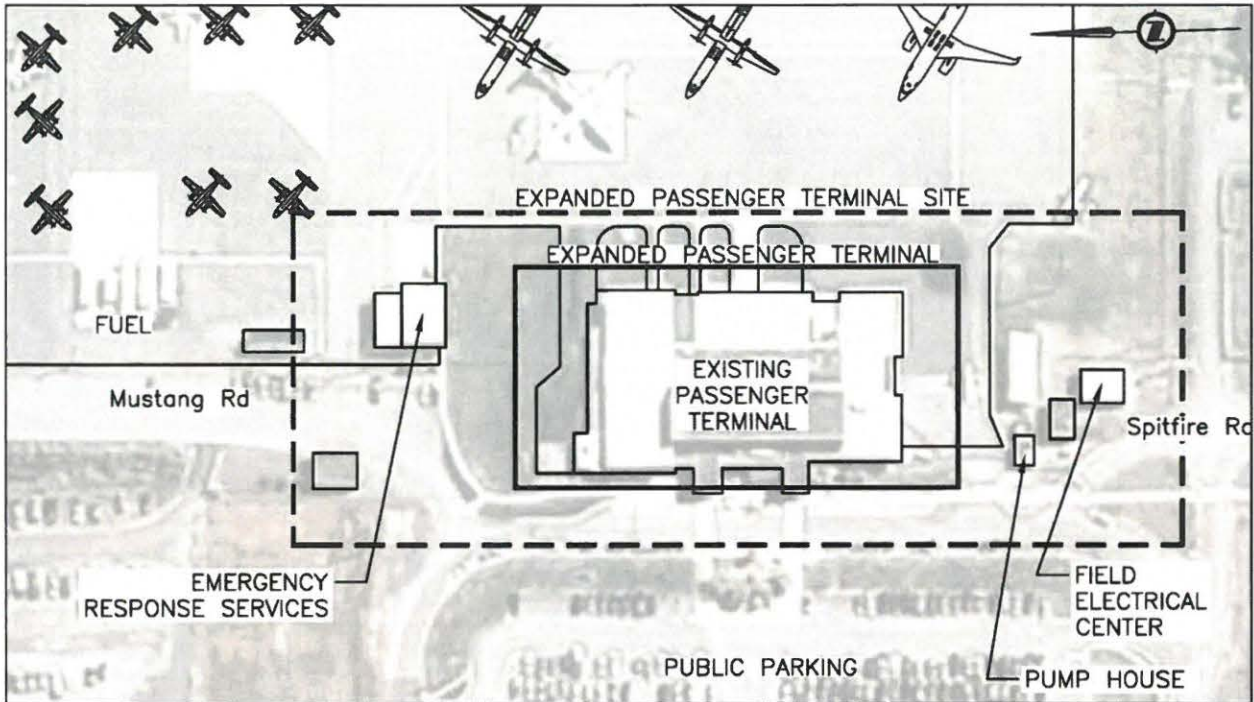 EXPANDED PASSENGER TERMINAL SITE
EXPANDED PASSENGER TERMINAL
FUEL
EXISTING
PASSENGER
TERMINAL
Mustang Rd
Spitfire Rd
EMERGENCY
RESPONSE SERVICES
FIELD
ELECTRICAL
CENTER
PUBLIC PARKING
PUMP HOUSE